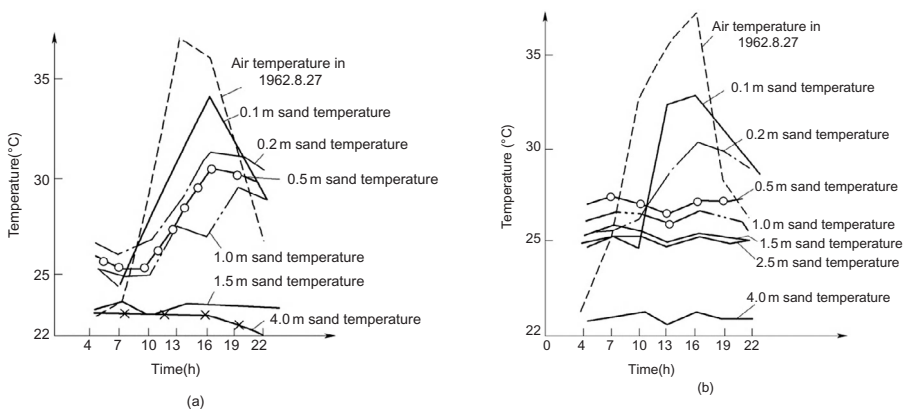 35
30
25
22
Temperature(°C)
Air temperature in
1962.8.27
0.1 m sand temperature
0.2 m sand temperature
0.5 m sand temperature
1.0 m sand temperature
1.5 m sand temperature
4.0 m sand temperature
4 7 10 13 16 19 22
Time(h)
(a)
35
30
25
22
Temperature (°C)
Air temperature in
1962.8.27
0.1 m sand temperature
0.2 m sand temperature
0.5 m sand temperature
1.0 m sand temperature
1.5 m sand temperature
2.5 m sand temperature
4.0 m sand temperature
0 4 7 10 13 16 19 22
Time(h)
(b)